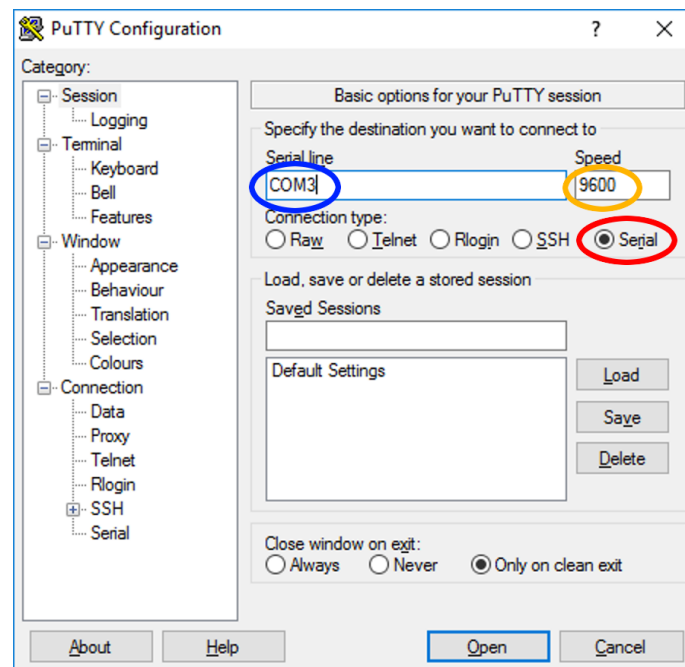 PuTTY Configuration ? ×
Category:
Session
Logging
Terminal
Keyboard
Bell
Features
Window
Appearance
Behaviour
Translation
Selection
Colours
Connection
Data
Proxy
Telnet
Rlogin
SSH
Serial
Basic options for your PuTTY session
Specify the destination you want to connect to
Serial line Speed
COM3 9600
Connection type:
Raw Telnet Rlogin SSH Serial
Load, save or delete a stored session
Saved Sessions
Default Settings
Load
Save
Delete
Close window on exit:
Always Never Only on clean exit
About Help Open Cancel